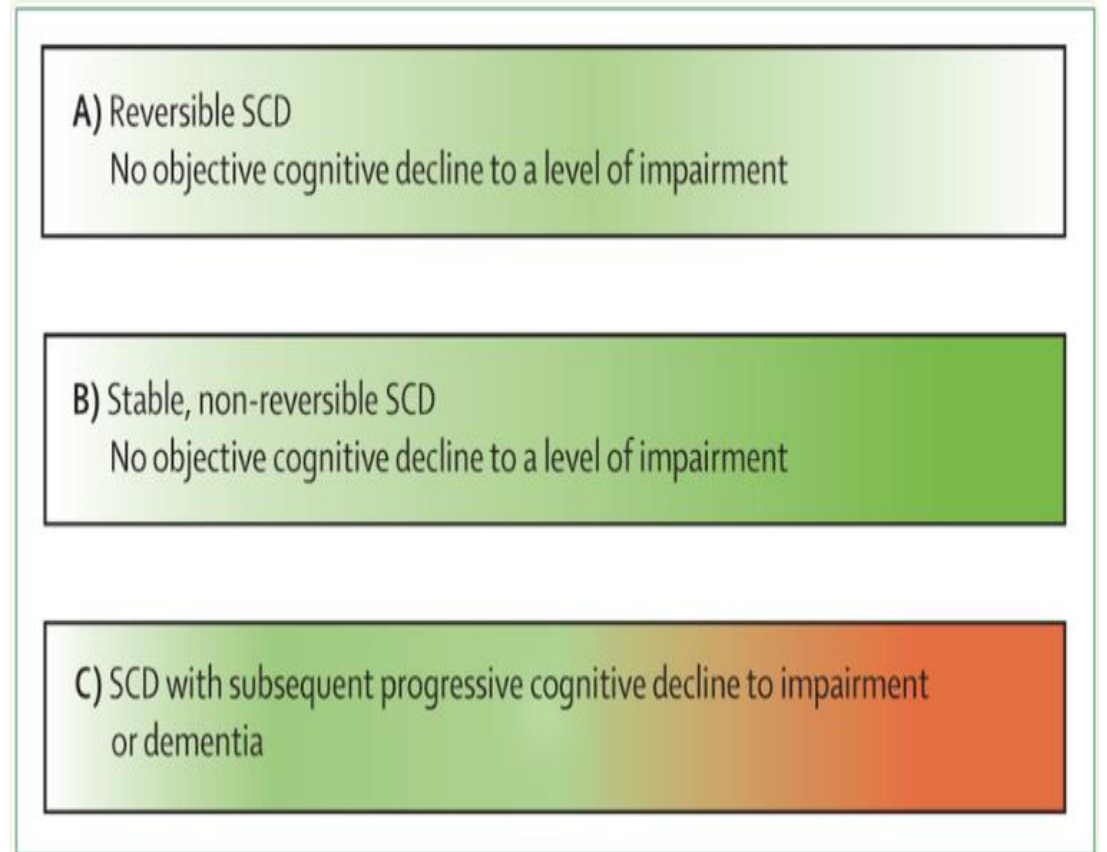 A) Reversible SCD
No objective cognitive decline to a level of impairment
B) Stable, non-reversible SCD
No objective cognitive decline to a level of impairment
C) SCD with subsequent progressive cognitive decline to impairment
or dementia